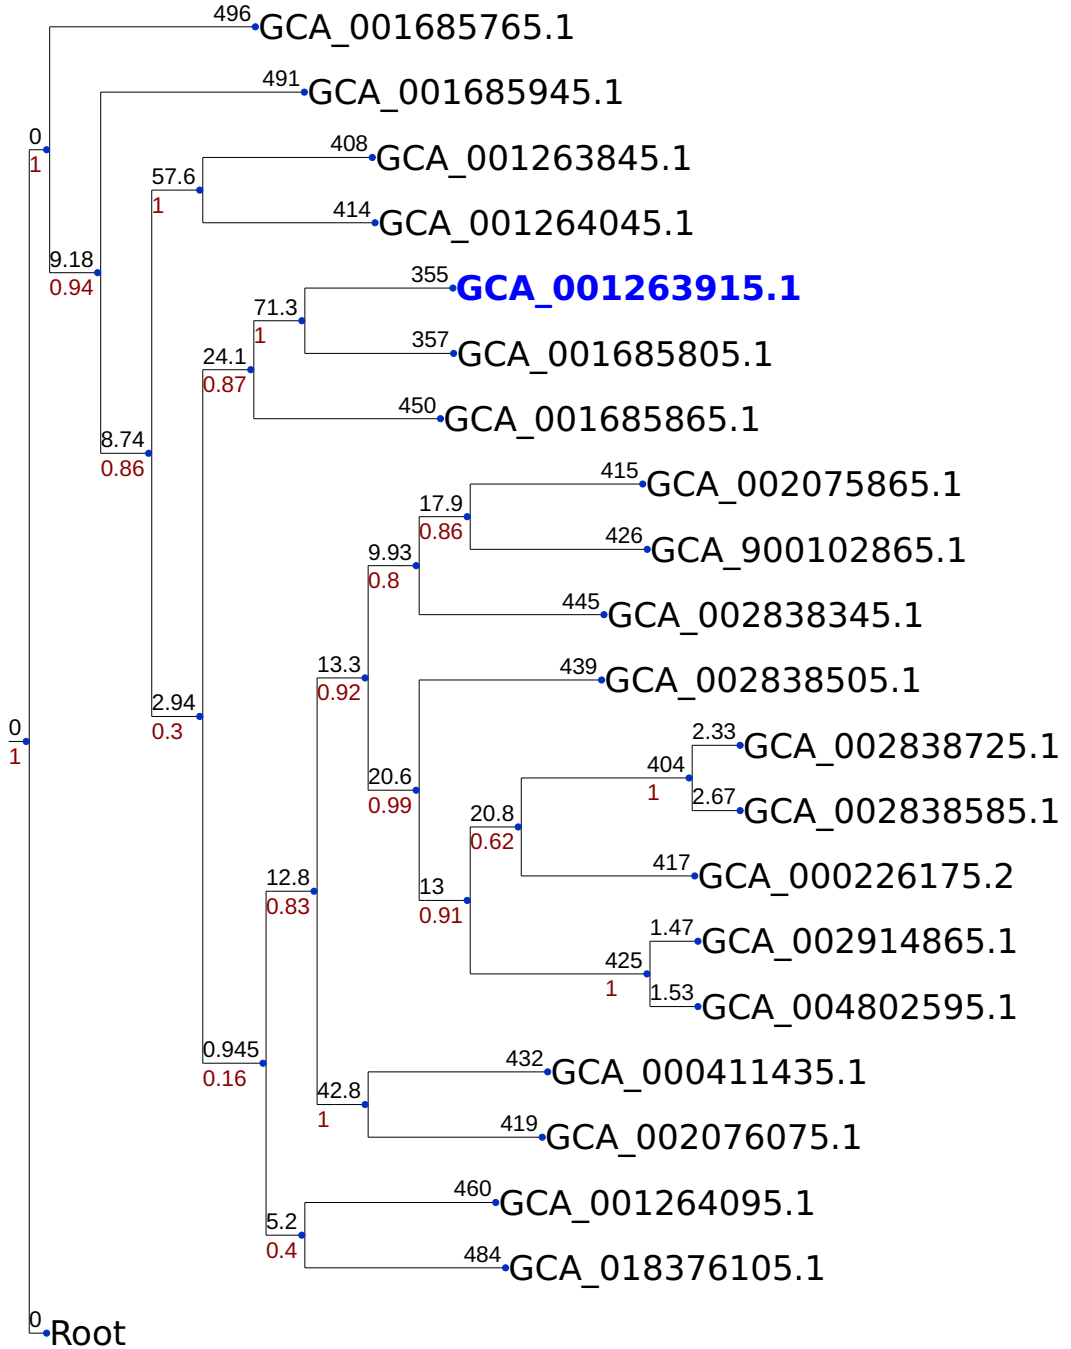 496 GCA_001685765.1
491 GCA_001685945.1
0
1
408 GCA_001263845.1
57.6
1
414 GCA_001264045.1
9.18
0.94
355 GCA_001263915.1
71.3
1
357 GCA_001685805.1
24.1
0.87
450 GCA_001685865.1
8.74
0.86
415 GCA_002075865.1
17.9
0.86
426 GCA_900102865.1
9.93
0.8
445 GCA_002838345.1
13.3
0.92
439 GCA_002838505.1
2.94
0.3
0
1
2.33 GCA_002838725.1
404
1
20.6
0.99
2.67 GCA_002838585.1
20.8
0.62
417 GCA_000226175.2
12.8
0.83
13
0.91
1.47 GCA_002914865.1
425
1
1.53 GCA_004802595.1
0.945
0.16
432 GCA_000411435.1
42.8
1
419 GCA_002076075.1
460 GCA_001264095.1
5.2
0.4
484 GCA_018376105.1
0 Root